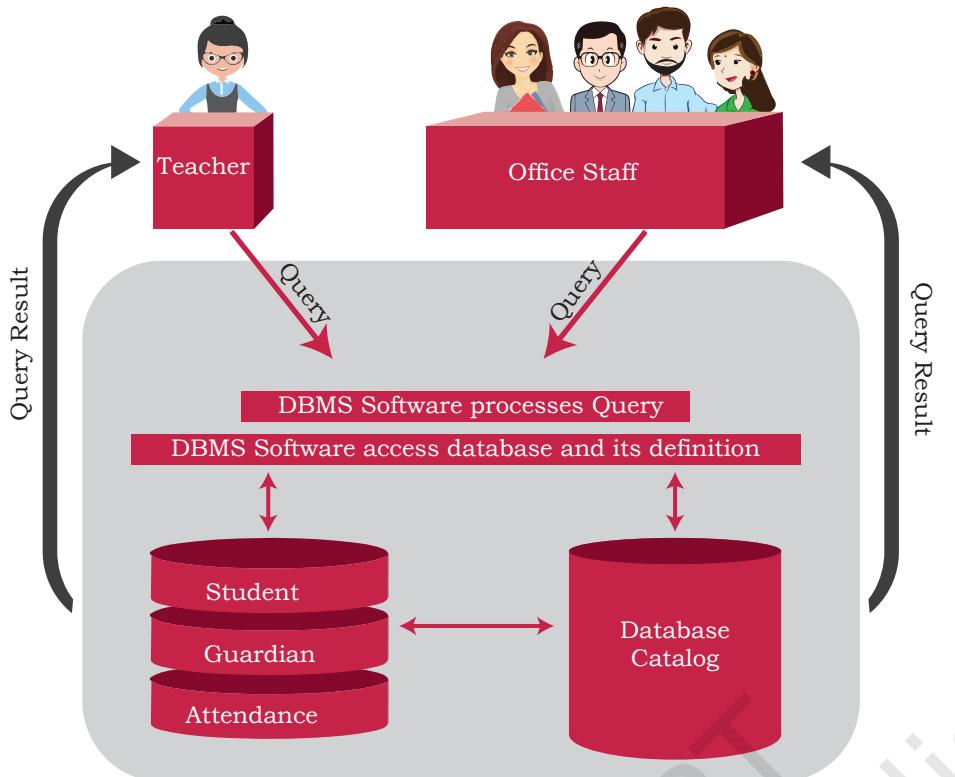 Teacher
Office Staff
Query
Query
Query Result
Query Result
DBMS Software processes Query
DBMS Software access database and its definition
Student
Guardian
Attendance
Database
Catalog